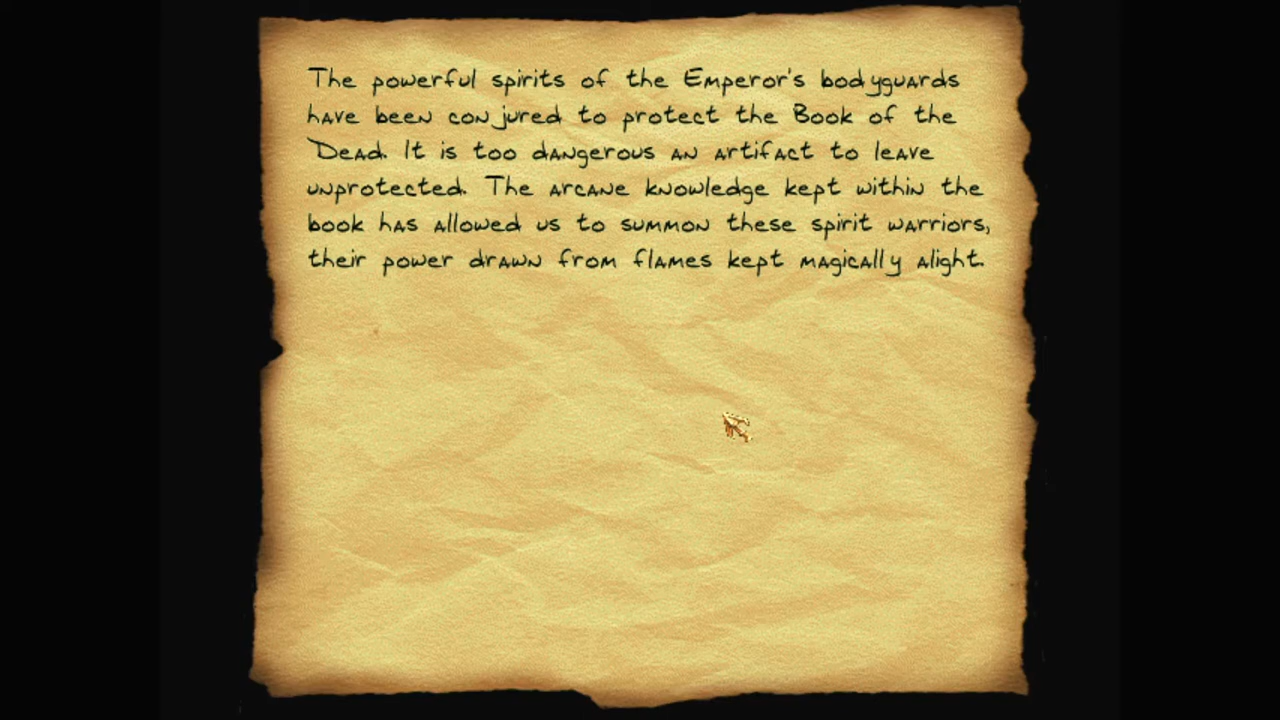 The powerful spirits of the Emperor's bodyguards
have been conjured to protect the Book of the
Dead. It is too dangerous an artifact to leave
unprotected. The arcane knowledge kept within the
book has allowed us to summon these spirit warriors,
their power drawn from flames kept magically alight.